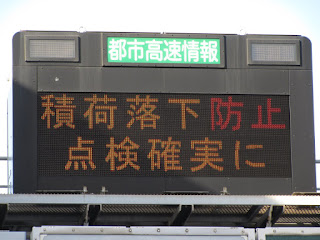 都市高速情報
積荷落下防止
点検確実に